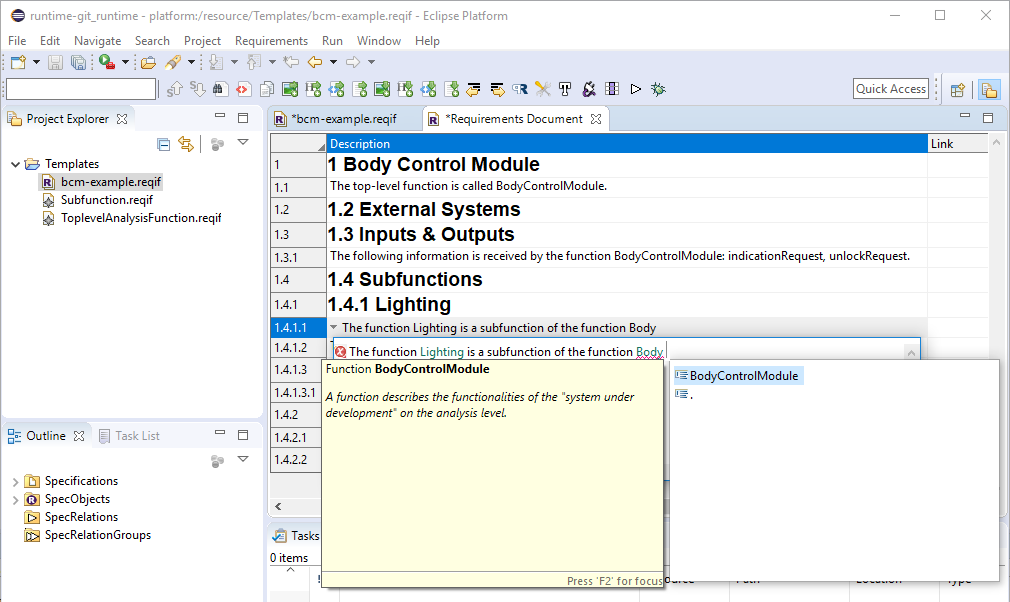 runtime-git_runtime - platform:/resource/Templates/bcm-example.reqif - Eclipse Platform
File Edit Navigate Search Project Requirements Run Window Help
Quick Access
Project Explorer
*bcm-example.reqif
*Requirements Document
Templates
bcm-example.reqif
Subfunction.reqif
ToplevelAnalysisFunction.reqif
Description Link
1 1 Body Control Module
1.1 The top-level function is called BodyControlModule.
1.2 1.2 External Systems
1.3 1.3 Inputs & Outputs
1.3.1 The following information is received by the function BodyControlModule: indicationRequest, unlockRequest.
1.4 1.4 Subfunctions
1.4.1 1.4.1 Lighting
1.4.1.1 The function Lighting is a subfunction of the function Body
1.4.1.2 The function Lighting is a subfunction of the function Body
1.4.1.3
1.4.1.3.1
1.4.2
1.4.2.1
1.4.2.2
Function BodyControlModule
A function describes the functionalities of the "system under
development" on the analysis level.
Press 'F2' for focus
BodyControlModule
.
Outline
Task List
Specifications
SpecObjects
SpecRelations
SpecRelationGroups
Tasks
0 items